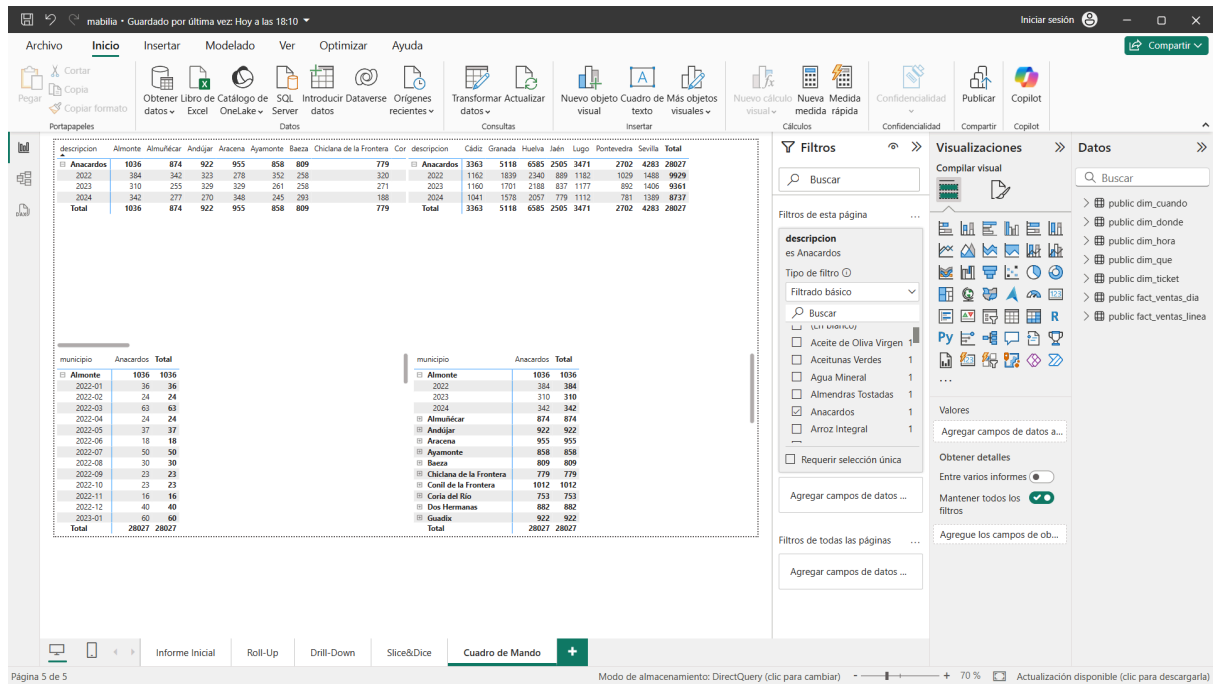 mabilia • Guardado por última vez: Hoy a las 18:10
Iniciar sesión
Archivo Inicio Insertar Modelado Ver Optimizar Ayuda
Compartir
Pegar
Cortar
Copia
Copiar formato
Portapapeles
Obtener datos
Libro de Excel
Catálogo de OneLake
SQL Server
Introducir datos
Dataverse
Orígenes recientes
Datos
Transformar datos
Actualizar
Consultas
Nuevo objeto visual
Cuadro de texto
Más objetos visuales
Insertar
Nuevo cálculo visual
Nueva medida
Medida rápida
Cálculos
Confidencialidad
Confidencialidad
Publicar
Compartir
Copilot
Copilot
descripcion Almonte Almuñécar Andújar Aracena Ayamonte Baeza Chiclana de la Frontera Cor
Anacardos 1036 874 922 955 858 809 779
2022 384 342 323 278 352 258 320
2023 310 255 329 329 261 258 271
2024 342 277 270 348 245 293 188
Total 1036 874 922 955 858 809 779
descripcion Cádiz Granada Huelva Jaén Lugo Pontevedra Sevilla Total
Anacardos 3363 5118 6585 2505 3471 2702 4283 28027
2022 1162 1839 2340 889 1182 1029 1488 9929
2023 1160 1701 2188 837 1177 892 1406 9361
2024 1041 1578 2057 779 1112 781 1389 8737
Total 3363 5118 6585 2505 3471 2702 4283 28027
municipio Anacardos Total
Almonte 1036 1036
2022-01 36 36
2022-02 24 24
2022-03 63 63
2022-04 24 24
2022-05 37 37
2022-06 18 18
2022-07 50 50
2022-08 30 30
2022-09 23 23
2022-10 23 23
2022-11 16 16
2022-12 40 40
2023-01 60 60
Total 28027 28027
municipio Anacardos Total
Almonte 1036 1036
2022 384 384
2023 310 310
2024 342 342
Almuñécar 874 874
Andújar 922 922
Aracena 955 955
Ayamonte 858 858
Baeza 809 809
Chiclana de la Frontera 779 779
Conil de la Frontera 1012 1012
Coria del Río 753 753
Dos Hermanas 882 882
Guadix 922 922
Total 28027 28027
Filtros
Buscar
Filtros de esta página ...
descripcion
es Anacardos
Tipo de filtro
Filtrado básico
Buscar
(En blanco)
Aceite de Oliva Virgen 1
Aceitunas Verdes 1
Agua Mineral 1
Almendras Tostadas 1
Anacardos 1
Arroz Integral 1
Requerir selección única
Agregar campos de datos ...
Filtros de todas las páginas ...
Agregar campos de datos ...
Visualizaciones
Compilar visual
123
R
Py
...
Valores
Agregar campos de datos a...
Obtener detalles
Entre varios informes
Mantener todos los filtros
Agregue los campos de ob...
Datos
Buscar
public dim_cuando
public dim_donde
public dim_hora
public dim_que
public dim_ticket
public fact_ventas_dia
public fact_ventas_linea
Informe Inicial Roll-Up Drill-Down Slice&Dice Cuadro de Mando +
Página 5 de 5
Modo de almacenamiento: DirectQuery (clic para cambiar)
- + 70 %
Actualización disponible (clic para descargarla)